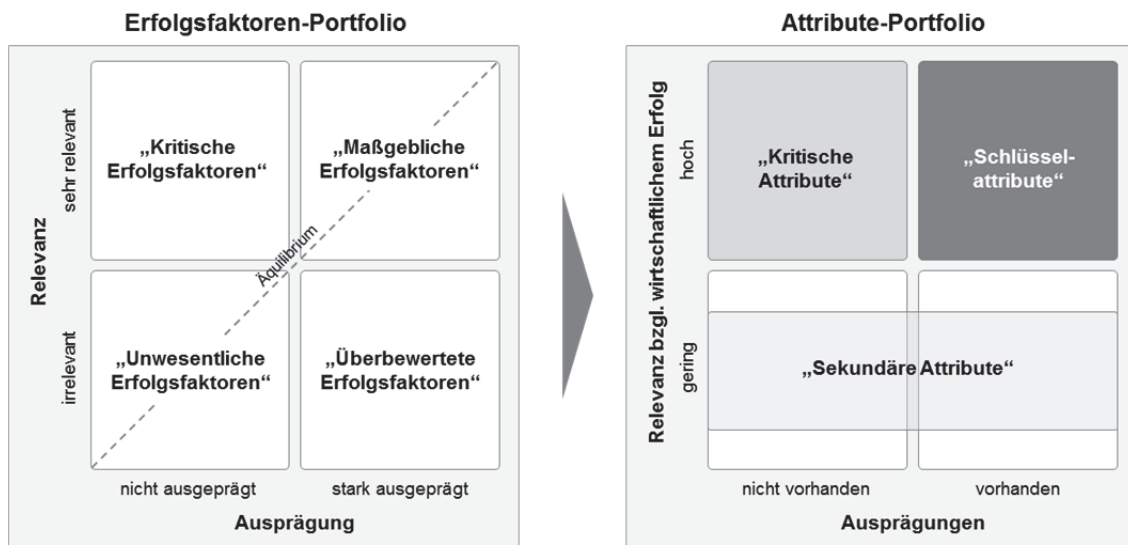 Erfolgsfaktoren-Portfolio
Relevanz
sehr relevant
irrelevant
„Kritische
Erfolgsfaktoren“
„Maßgebliche
Erfolgsfaktoren“
Äquilibrium
„Unwesentliche
Erfolgsfaktoren“
„Überbewertete
Erfolgsfaktoren“
nicht ausgeprägt
stark ausgeprägt
Ausprägung
Attribute-Portfolio
Relevanz bzgl. wirtschaftlichem Erfolg
hoch
gering
„Kritische
Attribute“
„Schlüssel-
attribute“
„Sekundäre Attribute“
nicht vorhanden
vorhanden
Ausprägungen